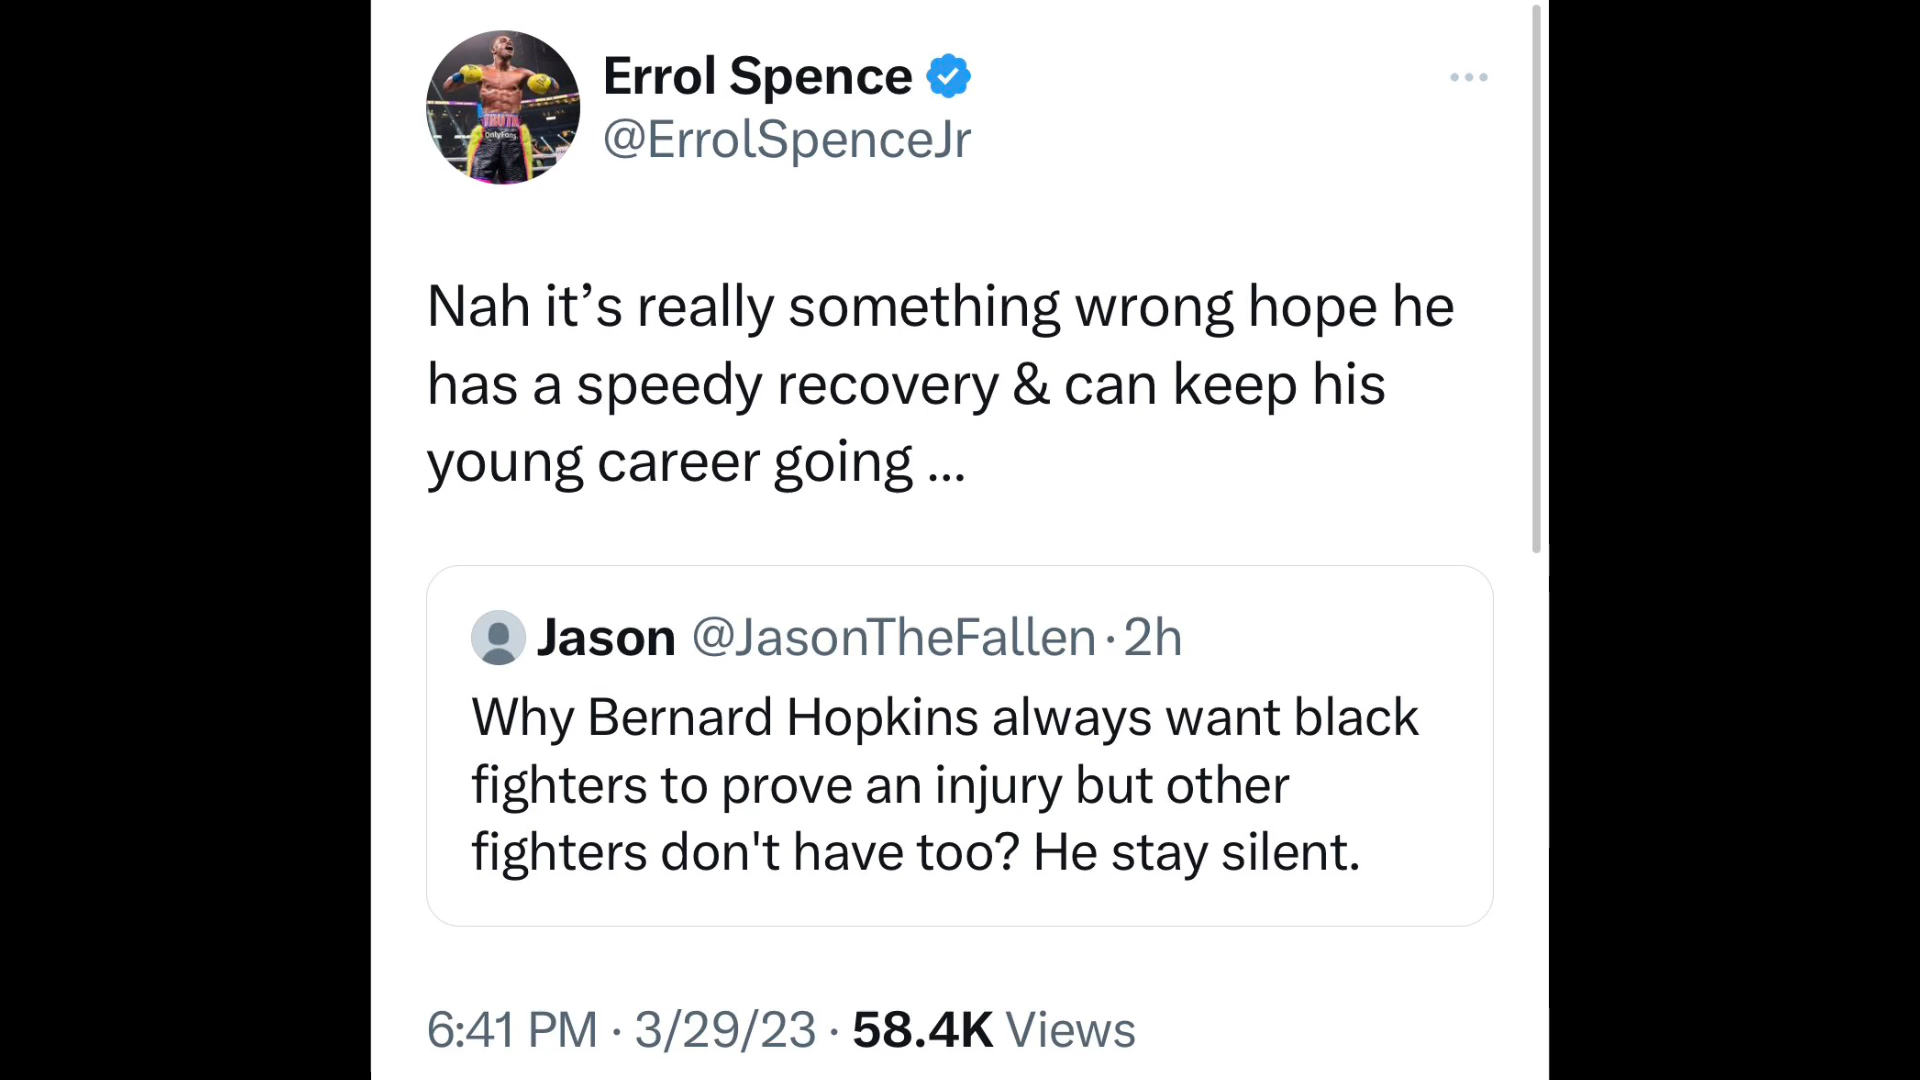 Errol Spence
@ErrolSpenceJr
TRUTH
OnlyFans
Nah it’s really something wrong hope he
has a speedy recovery & can keep his
young career going ...
Jason @JasonTheFallen · 2h
Why Bernard Hopkins always want black
fighters to prove an injury but other
fighters don't have too? He stay silent.
6:41 PM · 3/29/23 · 58.4K Views